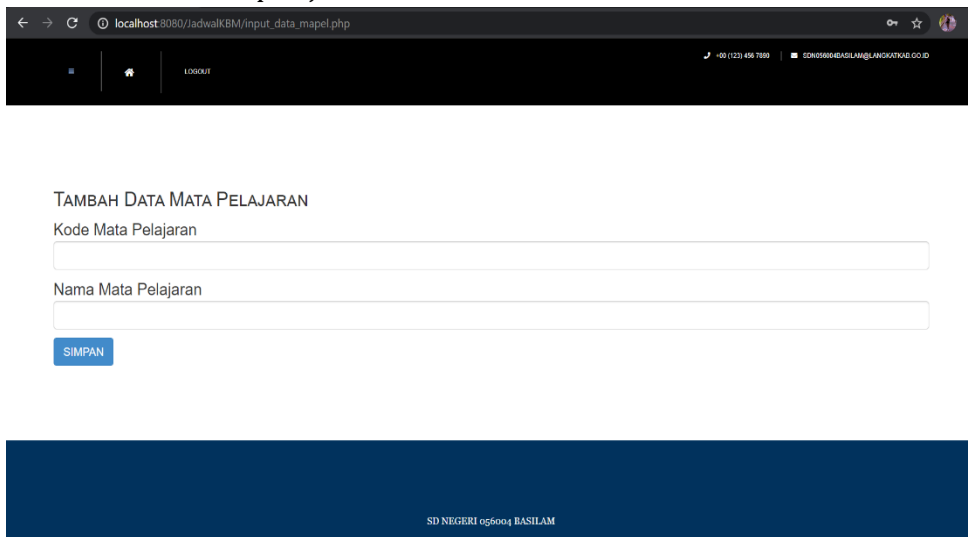 localhost:8080/JadwalKBM/input_data_mapel.php
LOGOUT
+00 (123) 456 7890
SDN056004BASILAM@LANGKATKAB.GO.ID
TAMBAH DATA MATA PELAJARAN
Kode Mata Pelajaran
Nama Mata Pelajaran
SIMPAN
SD NEGERI 056004 BASILAM